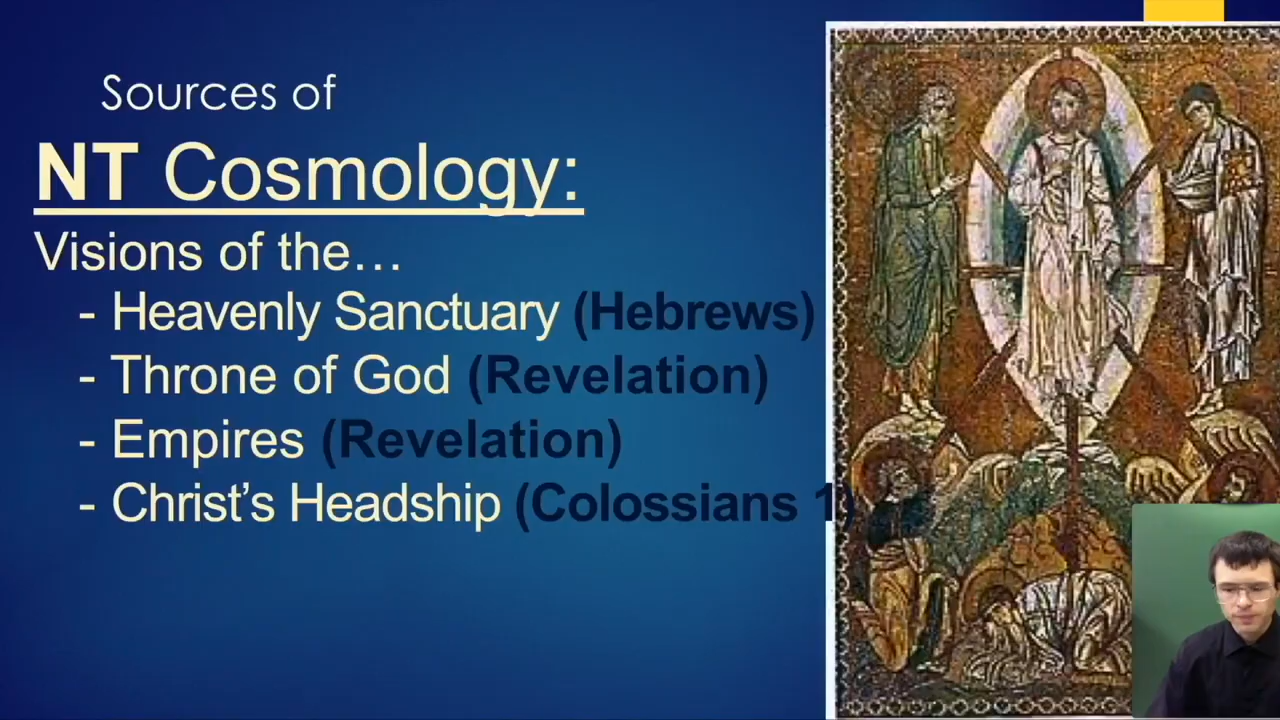 Sources of
NT Cosmology:
Visions of the…
- Heavenly Sanctuary (Hebrews)
- Throne of God (Revelation)
- Empires (Revelation)
- Christ’s Headship (Colossians 1)